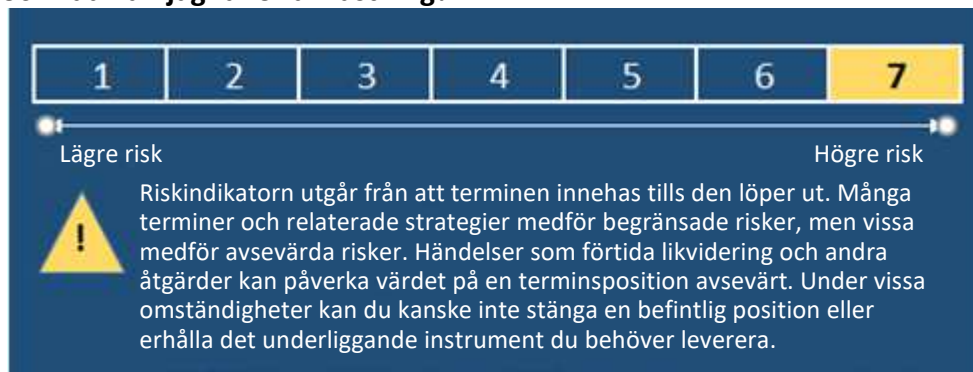 1 2 3 4 5 6 7
Lägre risk Högre risk
Riskindikatorn utgår från att terminen innehas tills den löper ut. Många
terminer och relaterade strategier medför begränsade risker, men vissa
! medför avsevärda risker. Händelser som förtida likvidering och andra
åtgärder kan påverka värdet på en terminsposition avsevärt. Under vissa
omständigheter kan du kanske inte stänga en befintlig position eller
erhålla det underliggande instrument du behöver leverera.